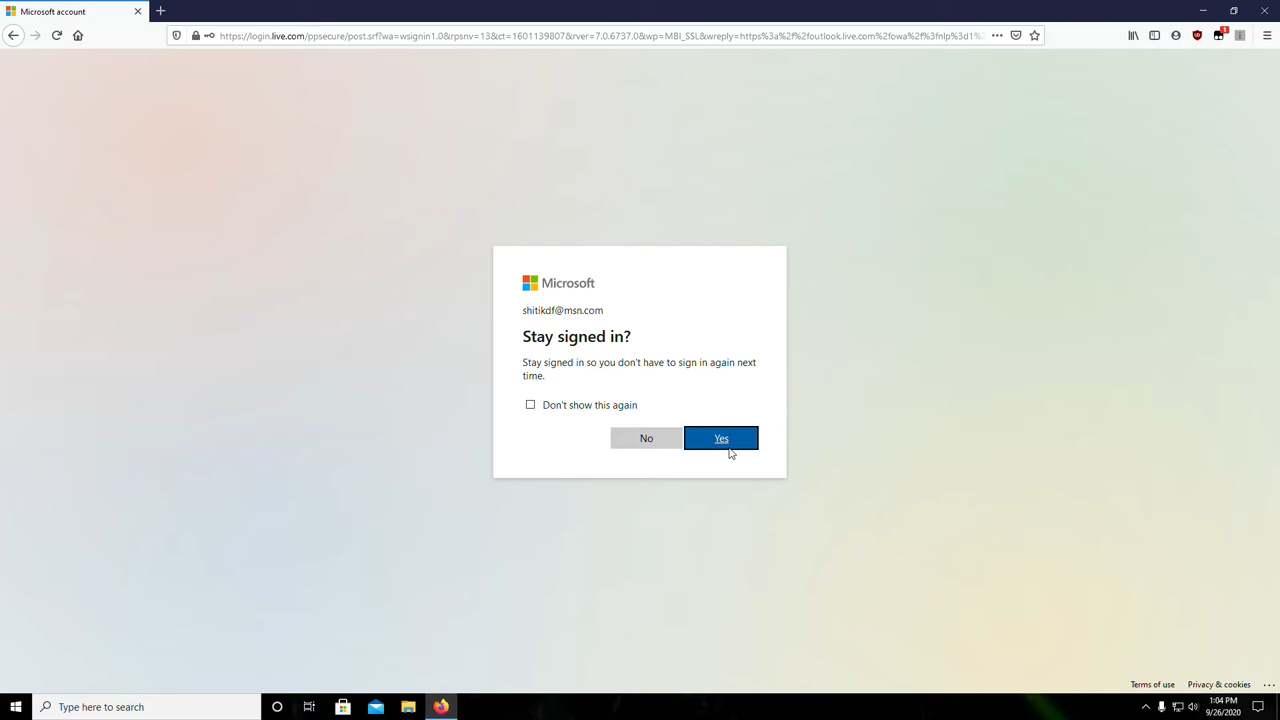 Microsoft account
https://login.live.com/ppsecure/post.srf?wa=wsignin1.0&rpsnv=13&ct=1601139807&rver=7.0.6737.0&wp=MBI_SSL&wreply=https%3a%2f%2foutlook.live.com%2fowa%2f%3fnlp%3d1%
1
Microsoft
shitikdf@msn.com
Stay signed in?
Stay signed in so you don't have to sign in again next
time.
Don't show this again
No
Yes
Terms of use
Privacy & cookies
...
Type here to search
1:04 PM
9/26/2020